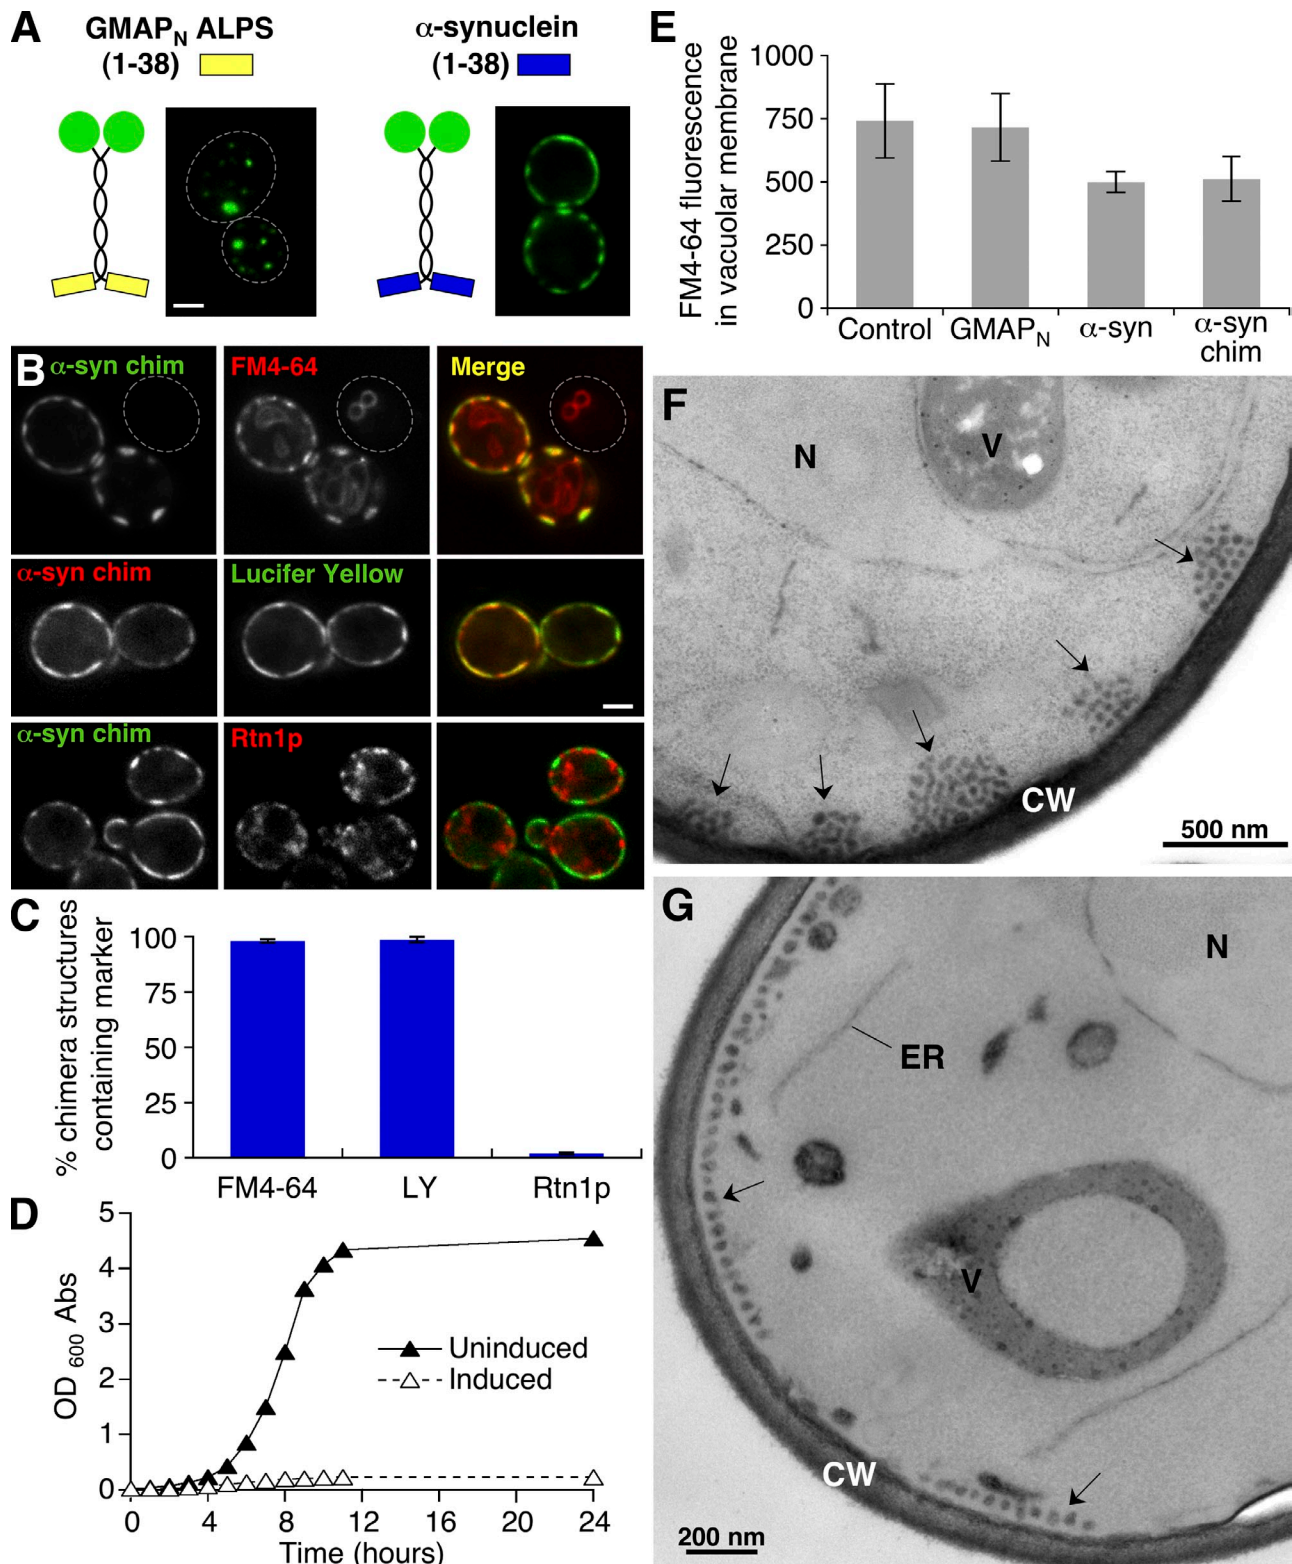 A
GMAP_N ALPS
(1-38)
α-synuclein
(1-38)
B
α-syn chim
FM4-64
Merge
α-syn chim
Lucifer Yellow
α-syn chim
Rtn1p
C
% chimera structures
containing marker
100
75
50
25
0
FM4-64
LY
Rtn1p
D
OD 600 Abs
5
4
3
2
1
0
Uninduced
Induced
0
4
8
12
16
20
24
Time (hours)
E
FM4-64 fluorescence
in vacuolar membrane
1000
750
500
250
0
Control
GMAP_N
α-syn
α-syn
chim
F
N
V
CW
500 nm
G
N
ER
V
CW
200 nm